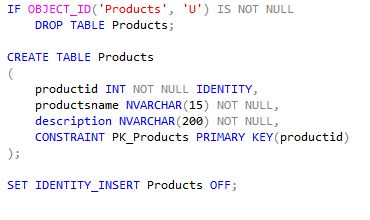 IF OBJECT_ID('Products', 'U') IS NOT NULL
    DROP TABLE Products;
CREATE TABLE Products
(
    productid INT NOT NULL IDENTITY,
    productsname NVARCHAR(15) NOT NULL,
    description NVARCHAR(200) NOT NULL,
    CONSTRAINT PK_Products PRIMARY KEY(productid)
);
SET IDENTITY_INSERT Products OFF;